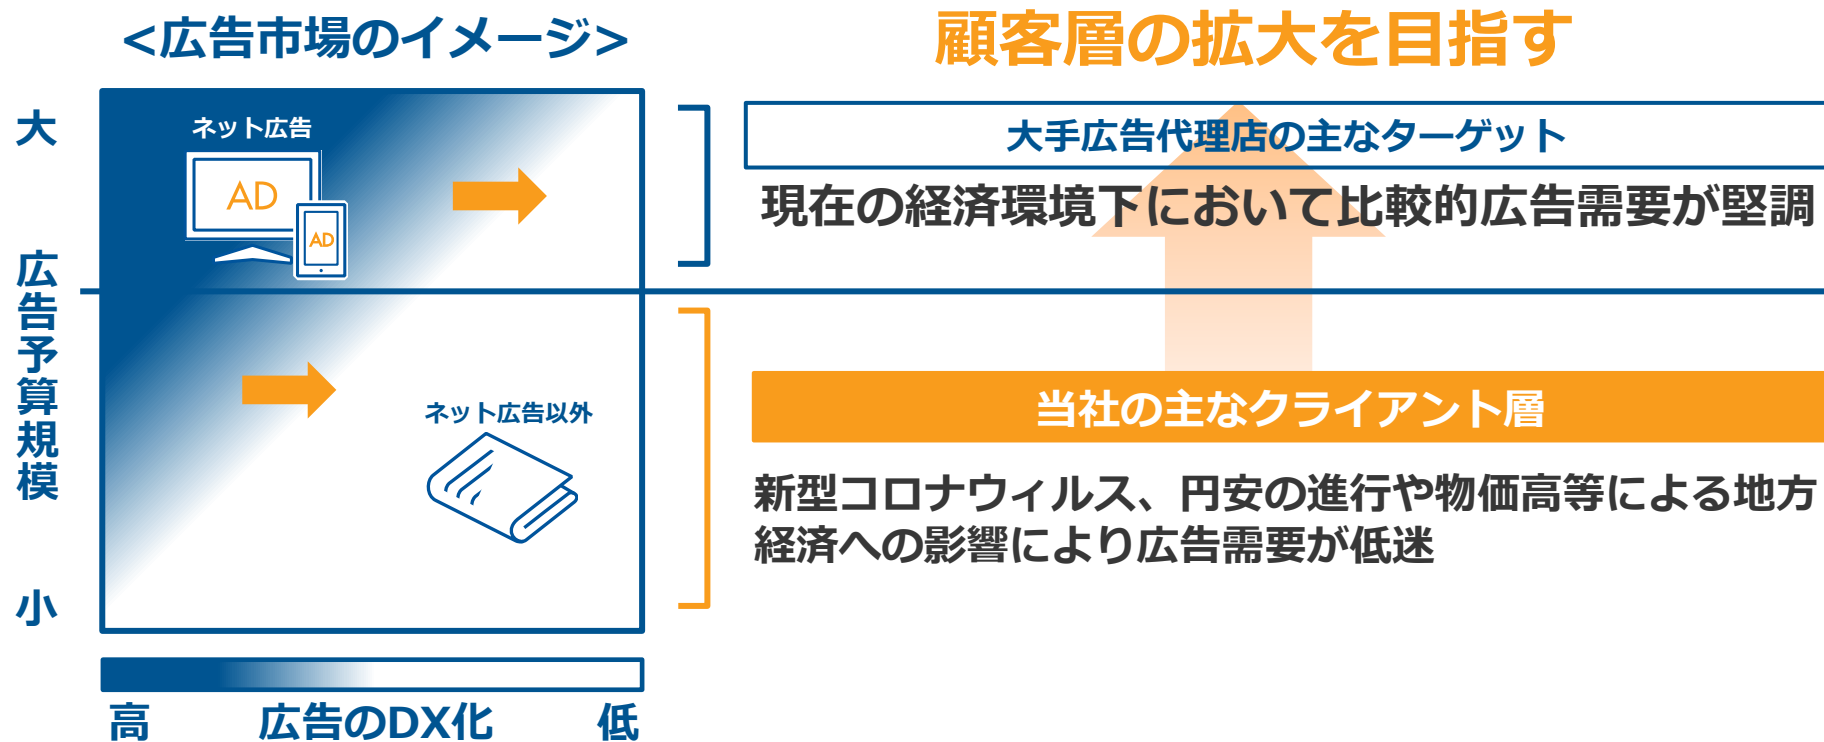 <広告市場のイメージ>
顧客層の拡大を目指す
大
広告予算規模
小
ネット広告
AD
AD
ネット広告以外
高
広告のDX化
低
大手広告代理店の主なターゲット
現在の経済環境下において比較的広告需要が堅調
当社の主なクライアント層
新型コロナウィルス、円安の進行や物価高等による地方
経済への影響により広告需要が低迷